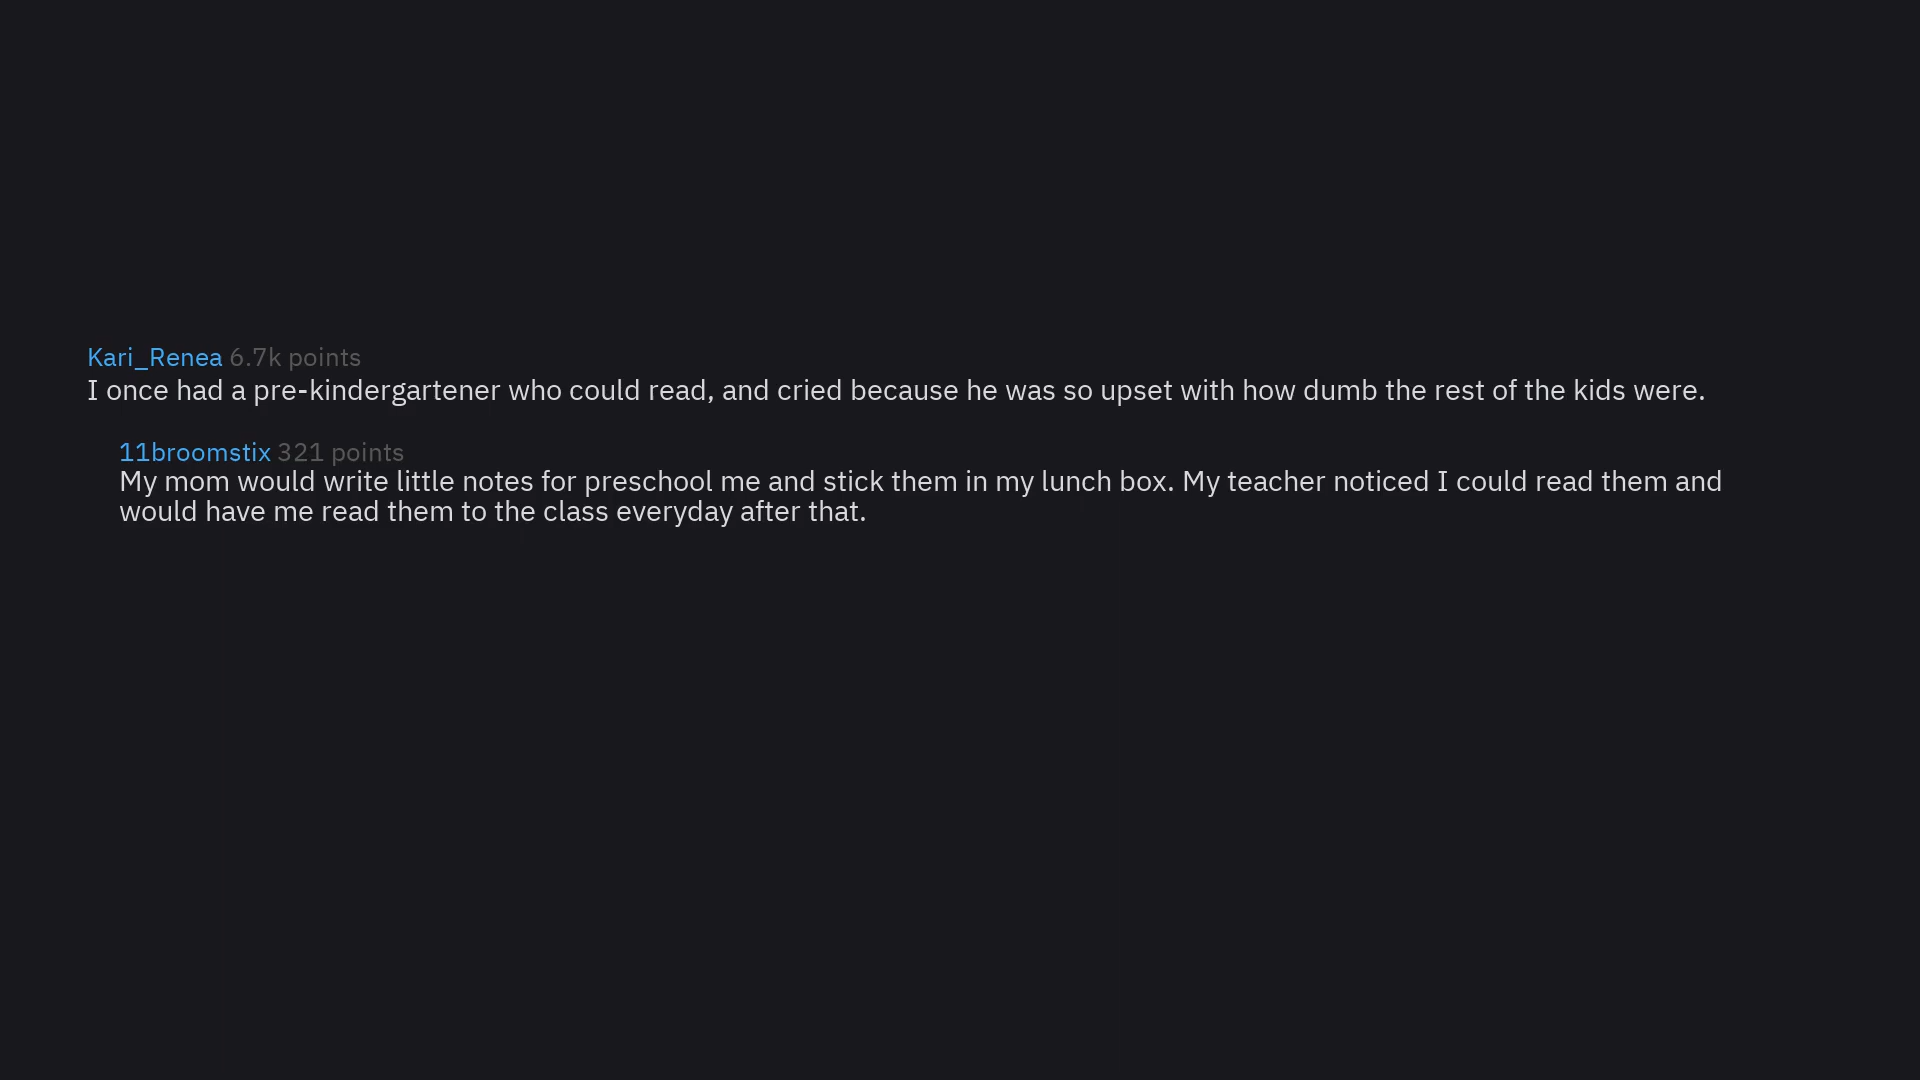 Kari_Renea 6.7k points
I once had a pre-kindergartener who could read, and cried because he was so upset with how dumb the rest of the kids were.
11broomstix 321 points
My mom would write little notes for preschool me and stick them in my lunch box. My teacher noticed I could read them and
would have me read them to the class everyday after that.